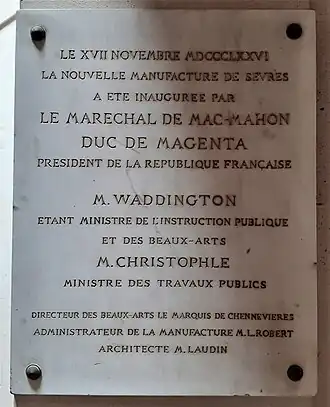 LE XVII NOVEMBRE MDCCCLXXVI
LA NOUVELLE MANUFACTURE DE SEVRES
A ETE INAUGUREE PAR
LE MARECHAL DE MAC-MAHON
DUC DE MAGENTA
PRESIDENT DE LA REPUBLIQUE FRANÇAISE
M. WADDINGTON
ETANT MINISTRE DE L'INSTRUCTION PUBLIQUE
ET DES BEAUX-ARTS
M. CHRISTOPHLE
MINISTRE DES TRAVAUX PUBLICS
DIRECTEUR DES BEAUX-ARTS LE MARQUIS DE CHENNEVIERES
ADMINISTRATEUR DE LA MANUFACTURE M.L.ROBERT
ARCHITECTE M. LAUDIN